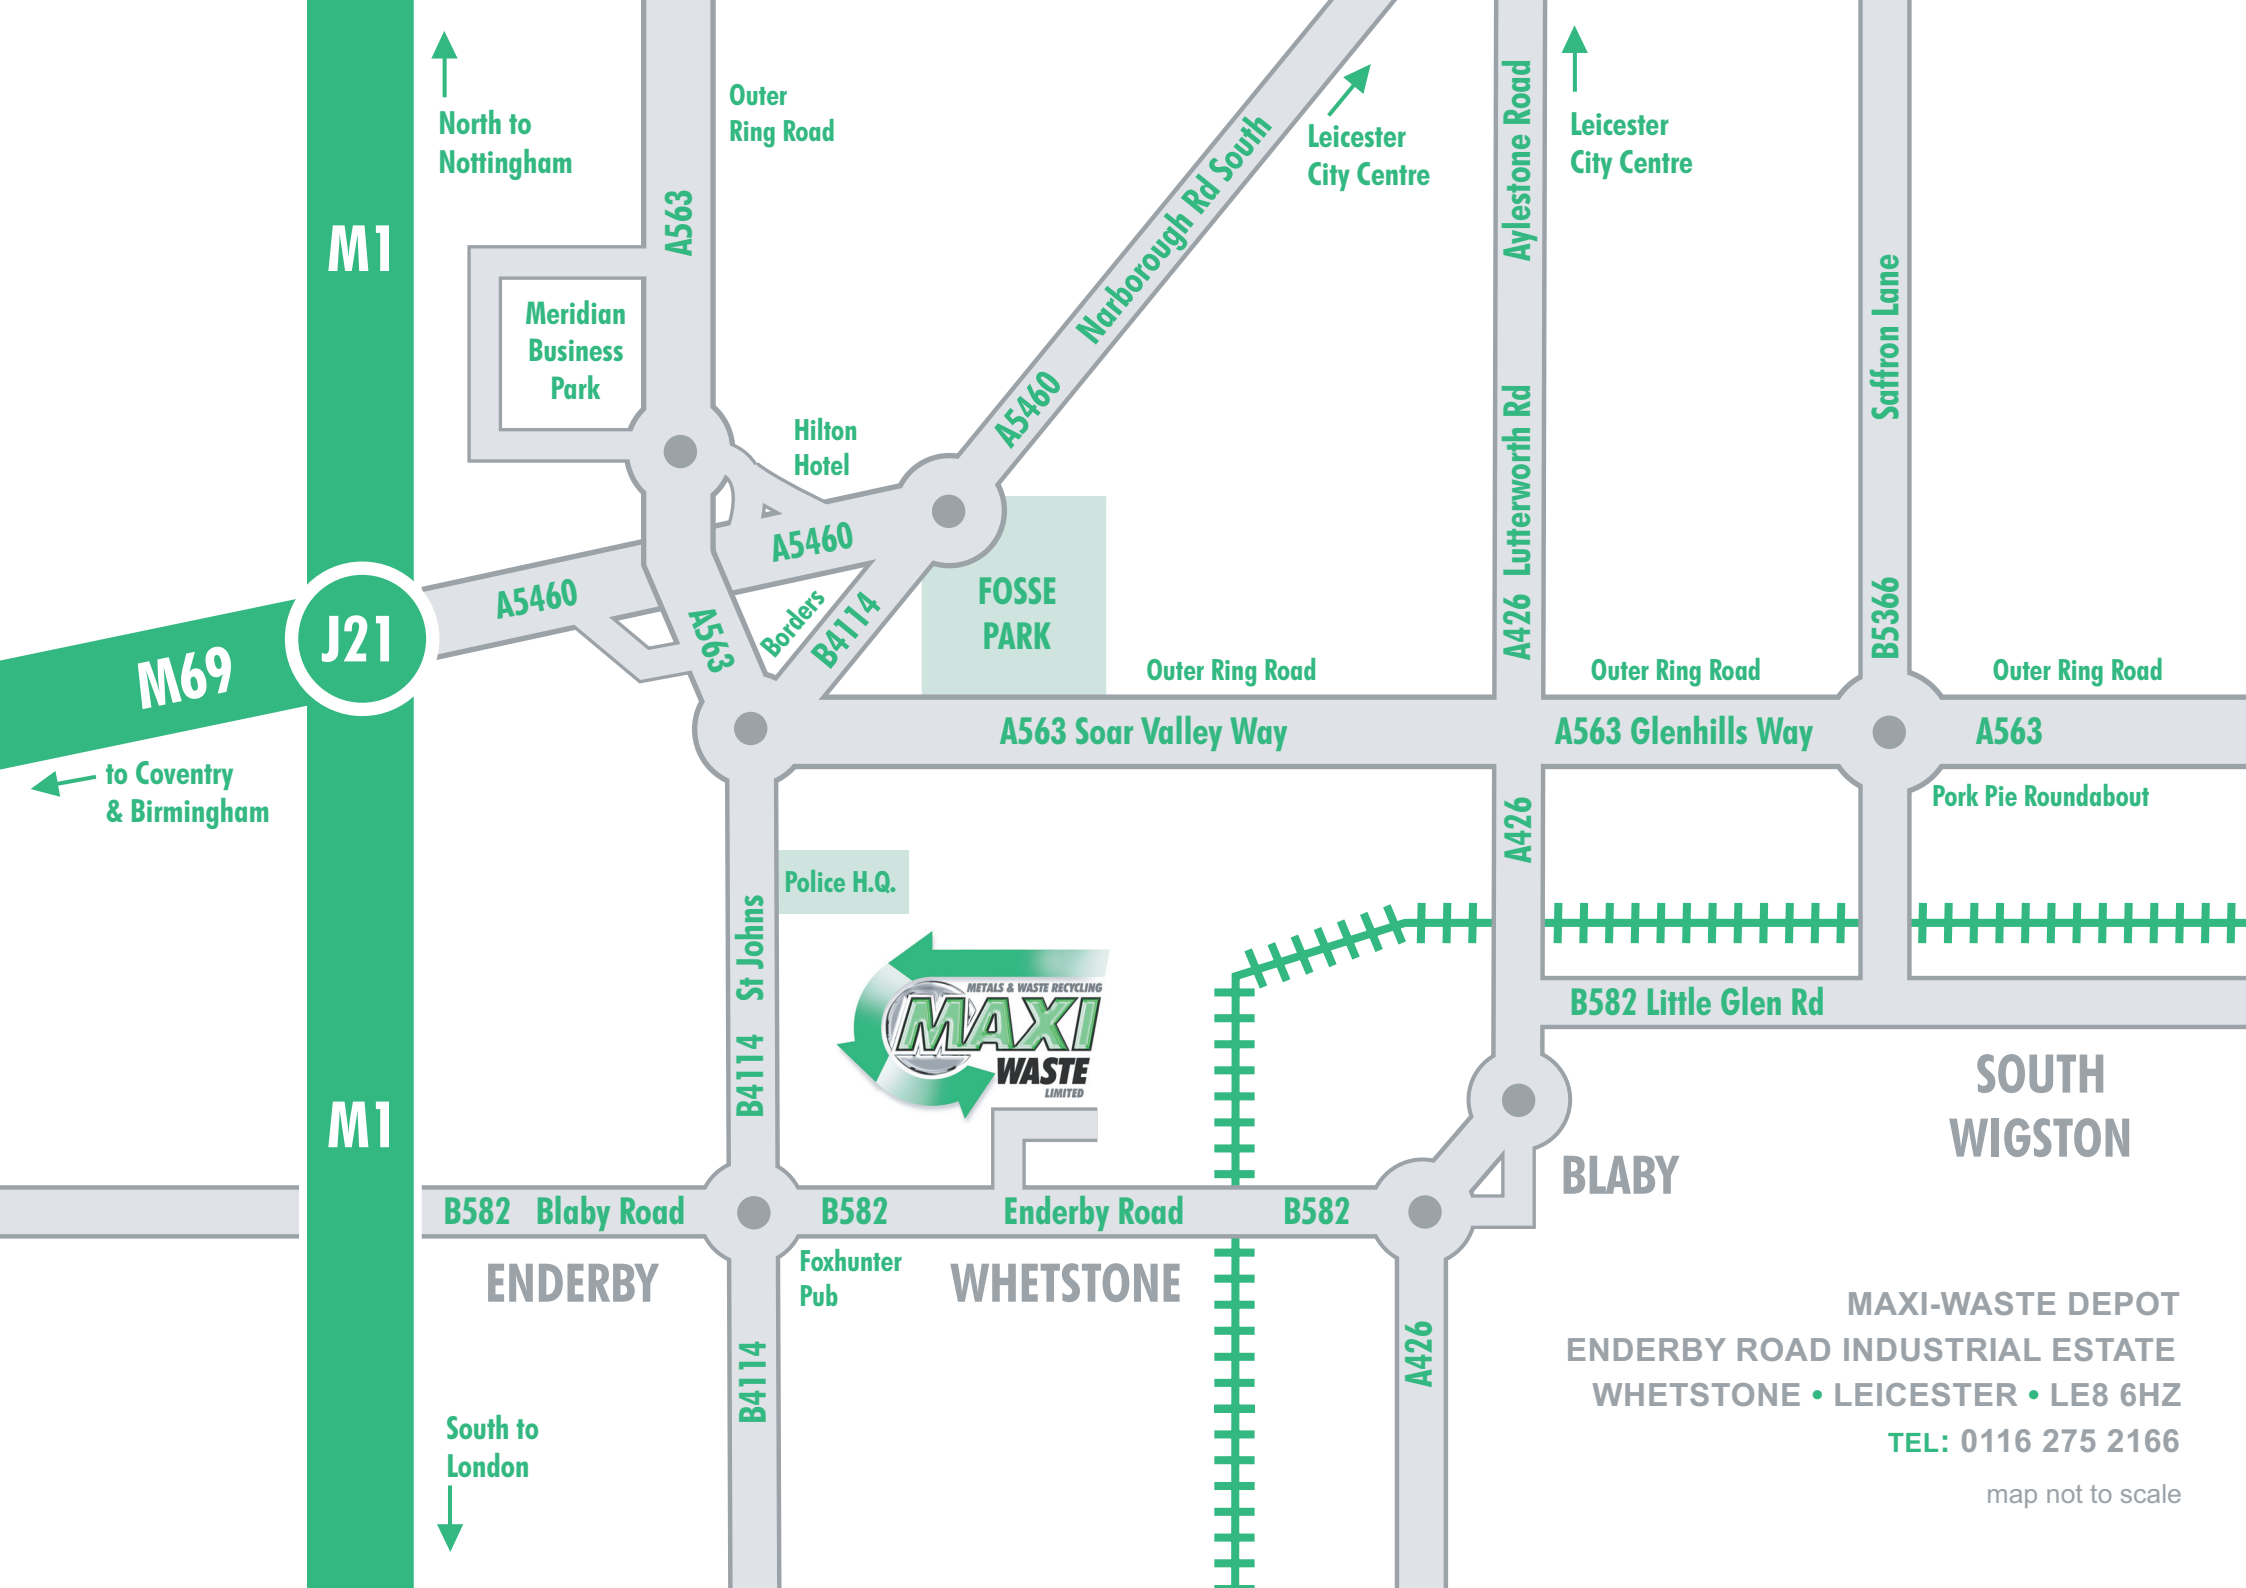 North to
Nottingham
M1
Outer
Ring Road
A563
Meridian
Business
Park
Hilton
Hotel
Narborough Rd South
A5460
Leicester
City Centre
Aylestone Road
Lutterworth Rd
A426
Leicester
City Centre
Saffron Lane
B5366
A5460
A5460
J21
M69
to Coventry
& Birmingham
A563
Borders
B4114
FOSSE
PARK
Outer Ring Road
Outer Ring Road
Outer Ring Road
A563 Soar Valley Way
A563 Glenhills Way
A563
Pork Pie Roundabout
A426
Police H.Q.
St Johns
B4114
METALS & WASTE RECYCLING
MAXI
WASTE
LIMITED
B582 Little Glen Rd
SOUTH
WIGSTON
M1
BLABY
B582 Blaby Road
B582
Enderby Road
B582
ENDERBY
Foxhunter
Pub
WHETSTONE
B4114
A426
South to
London
MAXI-WASTE DEPOT
ENDERBY ROAD INDUSTRIAL ESTATE
WHETSTONE • LEICESTER • LE8 6HZ
TEL: 0116 275 2166
map not to scale